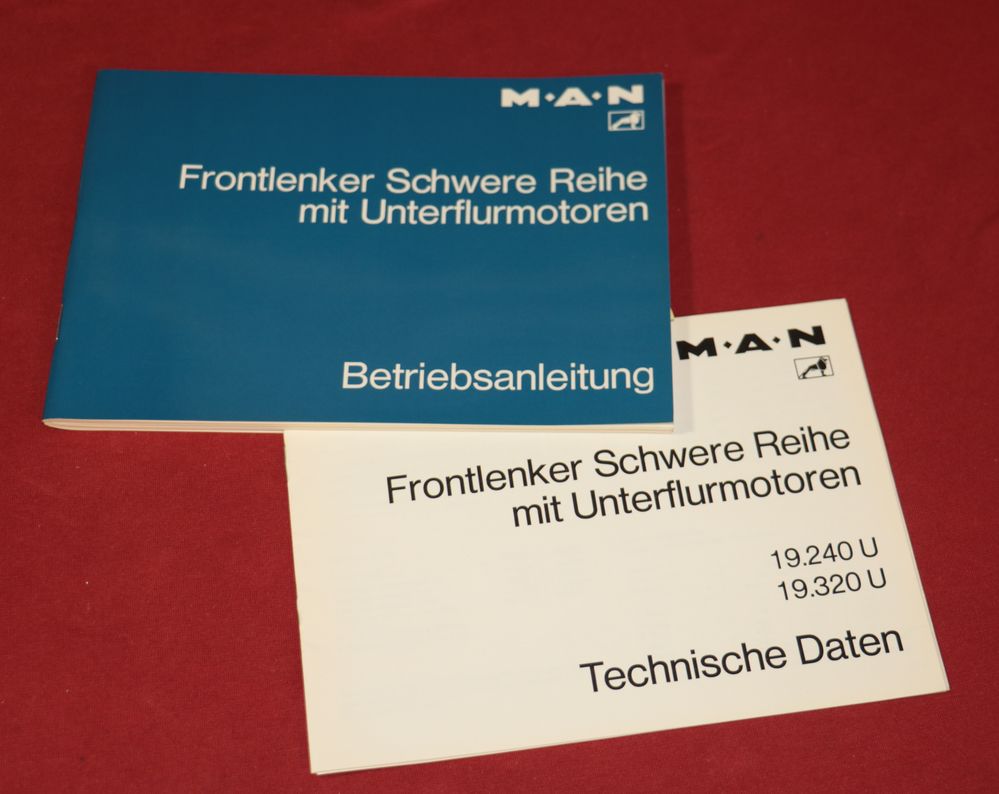 M·A·N
Frontlenker Schwere Reihe
mit Unterflurmotoren
Betriebsanleitung
M·A·N
Frontlenker Schwere Reihe
mit Unterflurmotoren
19.240 U
19.320 U
Technische Daten